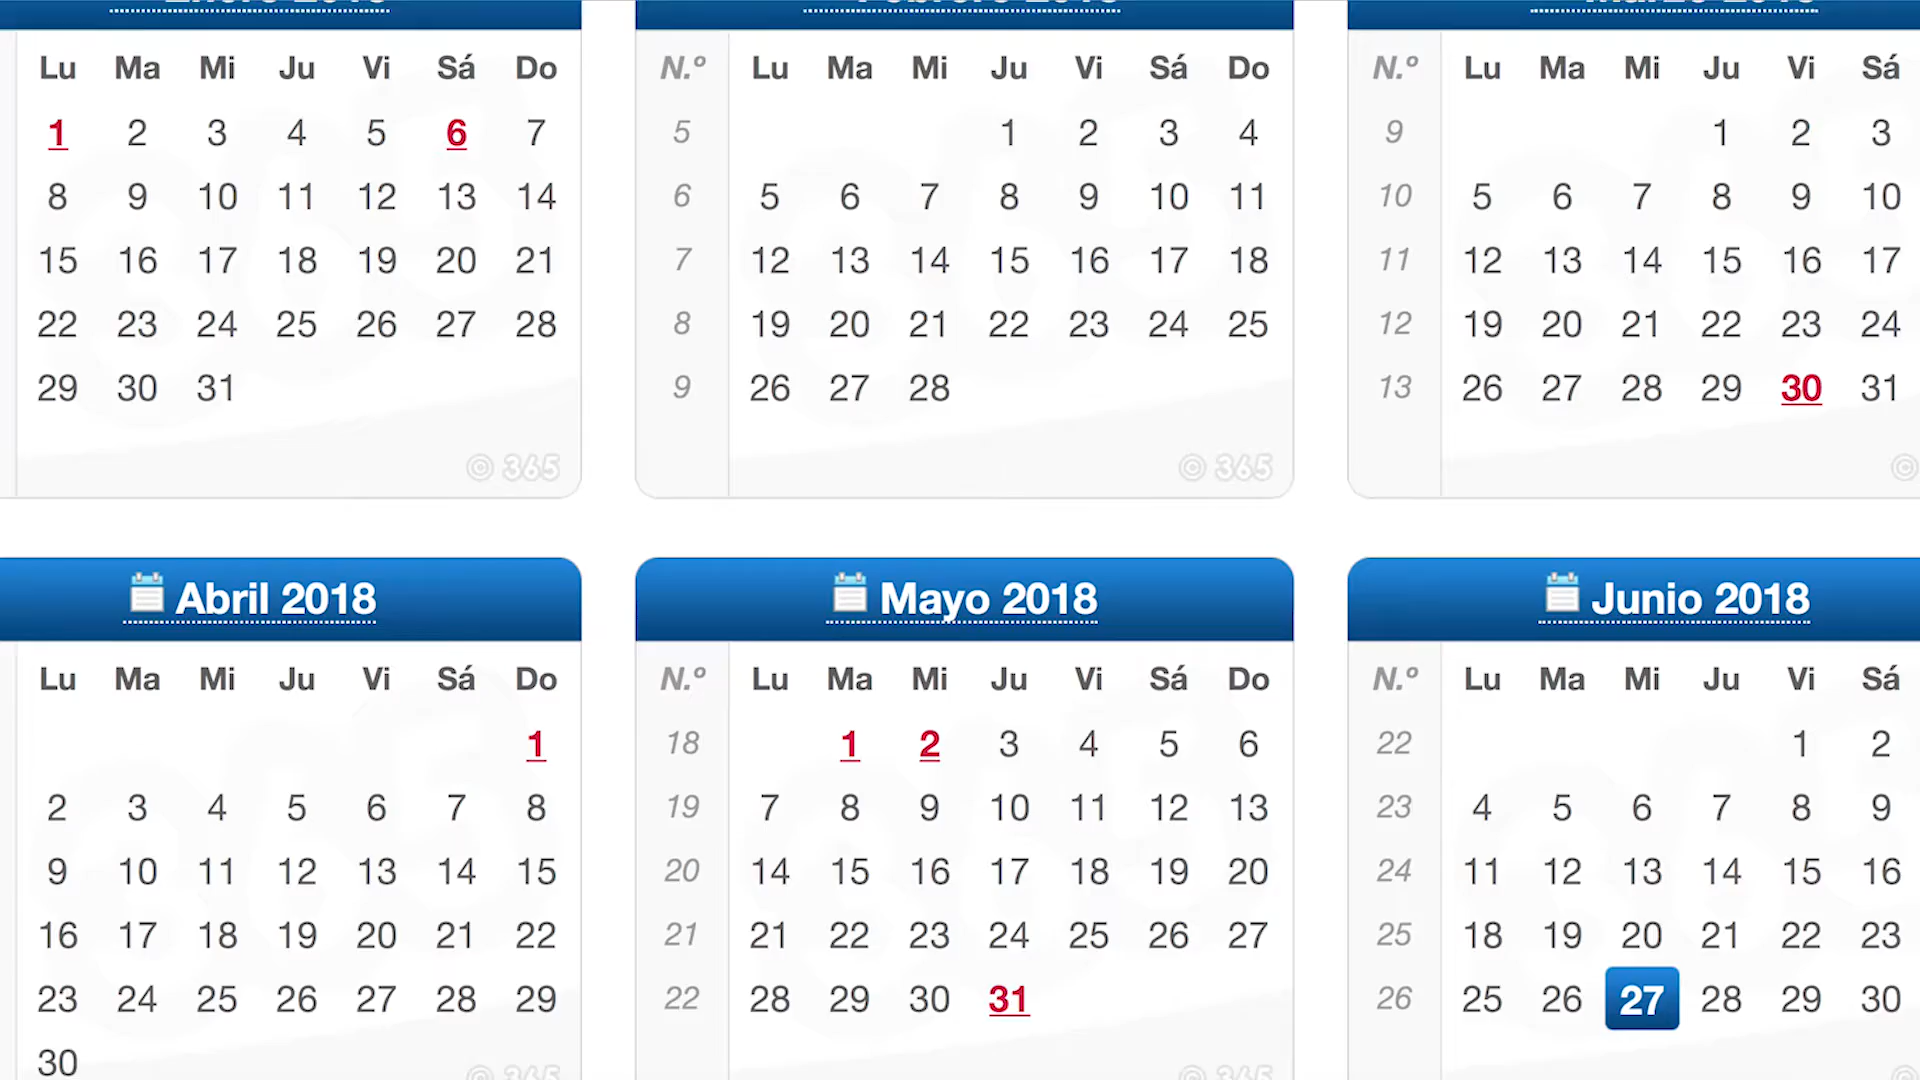 Enero 2018
Lu Ma Mi Ju Vi Sá Do
1 2 3 4 5 6 7
8 9 10 11 12 13 14
15 16 17 18 19 20 21
22 23 24 25 26 27 28
29 30 31
© 365
Febrero 2018
N.º Lu Ma Mi Ju Vi Sá Do
5 1 2 3 4
6 5 6 7 8 9 10 11
7 12 13 14 15 16 17 18
8 19 20 21 22 23 24 25
9 26 27 28
© 365
Marzo 2018
N.º Lu Ma Mi Ju Vi Sá
9 1 2 3
10 5 6 7 8 9 10
11 12 13 14 15 16 17
12 19 20 21 22 23 24
13 26 27 28 29 30 31
©
Abril 2018
Lu Ma Mi Ju Vi Sá Do
1
2 3 4 5 6 7 8
9 10 11 12 13 14 15
16 17 18 19 20 21 22
23 24 25 26 27 28 29
30
© 365
Mayo 2018
N.º Lu Ma Mi Ju Vi Sá Do
18 1 2 3 4 5 6
19 7 8 9 10 11 12 13
20 14 15 16 17 18 19 20
21 21 22 23 24 25 26 27
22 28 29 30 31
© 365
Junio 2018
N.º Lu Ma Mi Ju Vi Sá
22 1 2
23 4 5 6 7 8 9
24 11 12 13 14 15 16
25 18 19 20 21 22 23
26 25 26 27 28 29 30
©